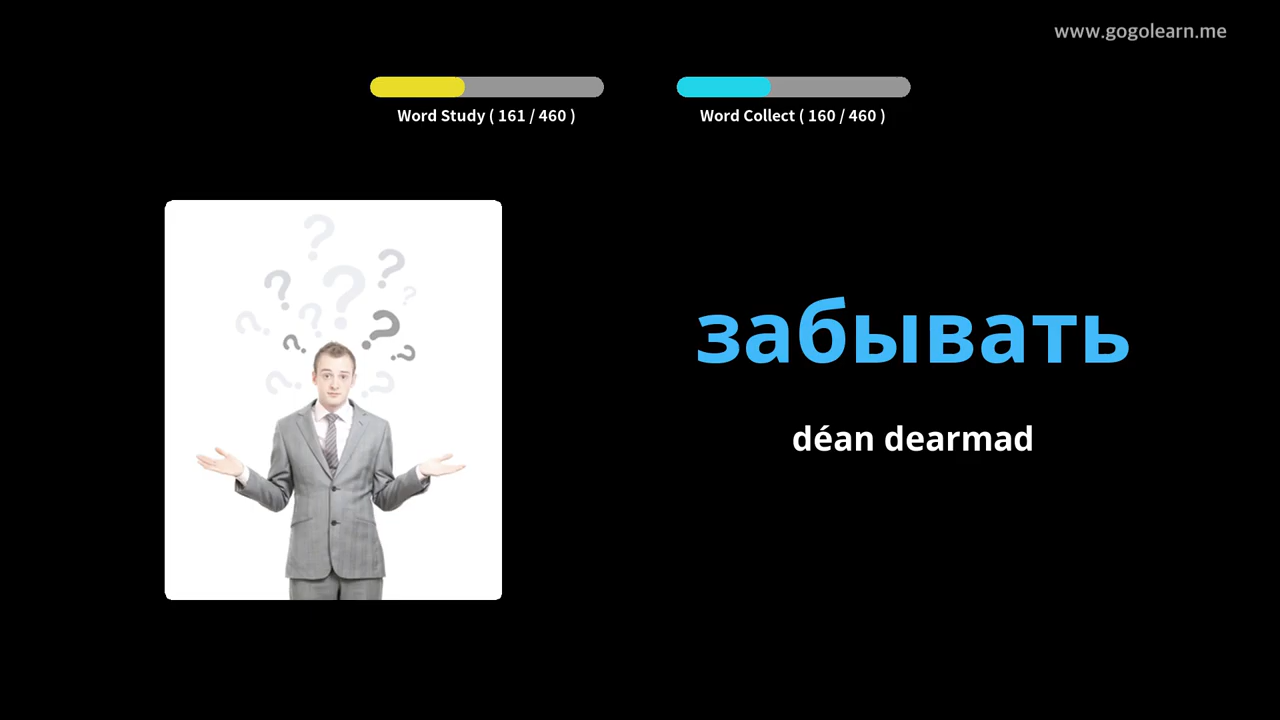 www.gogolearn.me
Word Study ( 161 / 460 )
Word Collect ( 160 / 460 )
забывать
déan dearmad